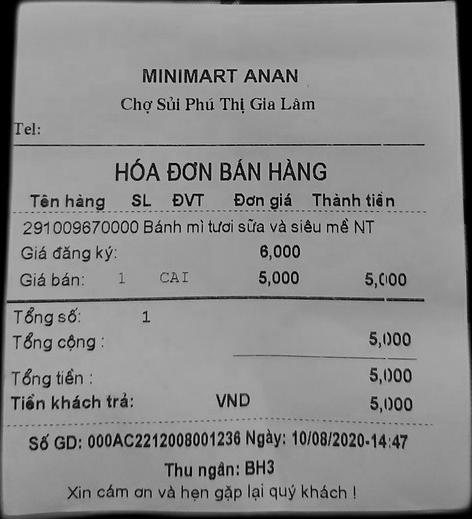 MINIMART ANAN
Chợ Sủi Phú Thị Gia Lâm
Tel:
HÓA ĐƠN BÁN HÀNG
Tên hàng SL ĐVT Đơn giá Thành tiền
291009670000 Bánh mì tươi sữa và siêu mề NT
Giá đăng ký: 6,000
Giá bán: 1 CAI 5,000 5,000
Tổng số: 1
Tổng cộng : 5,000
Tổng tiền : 5,000
Tiền khách trả: VND 5,000
Số GD: 000AC2212008001236 Ngày: 10/08/2020-14:47
Thu ngân: BH3
Xin cám ơn và hẹn gặp lại quý khách !